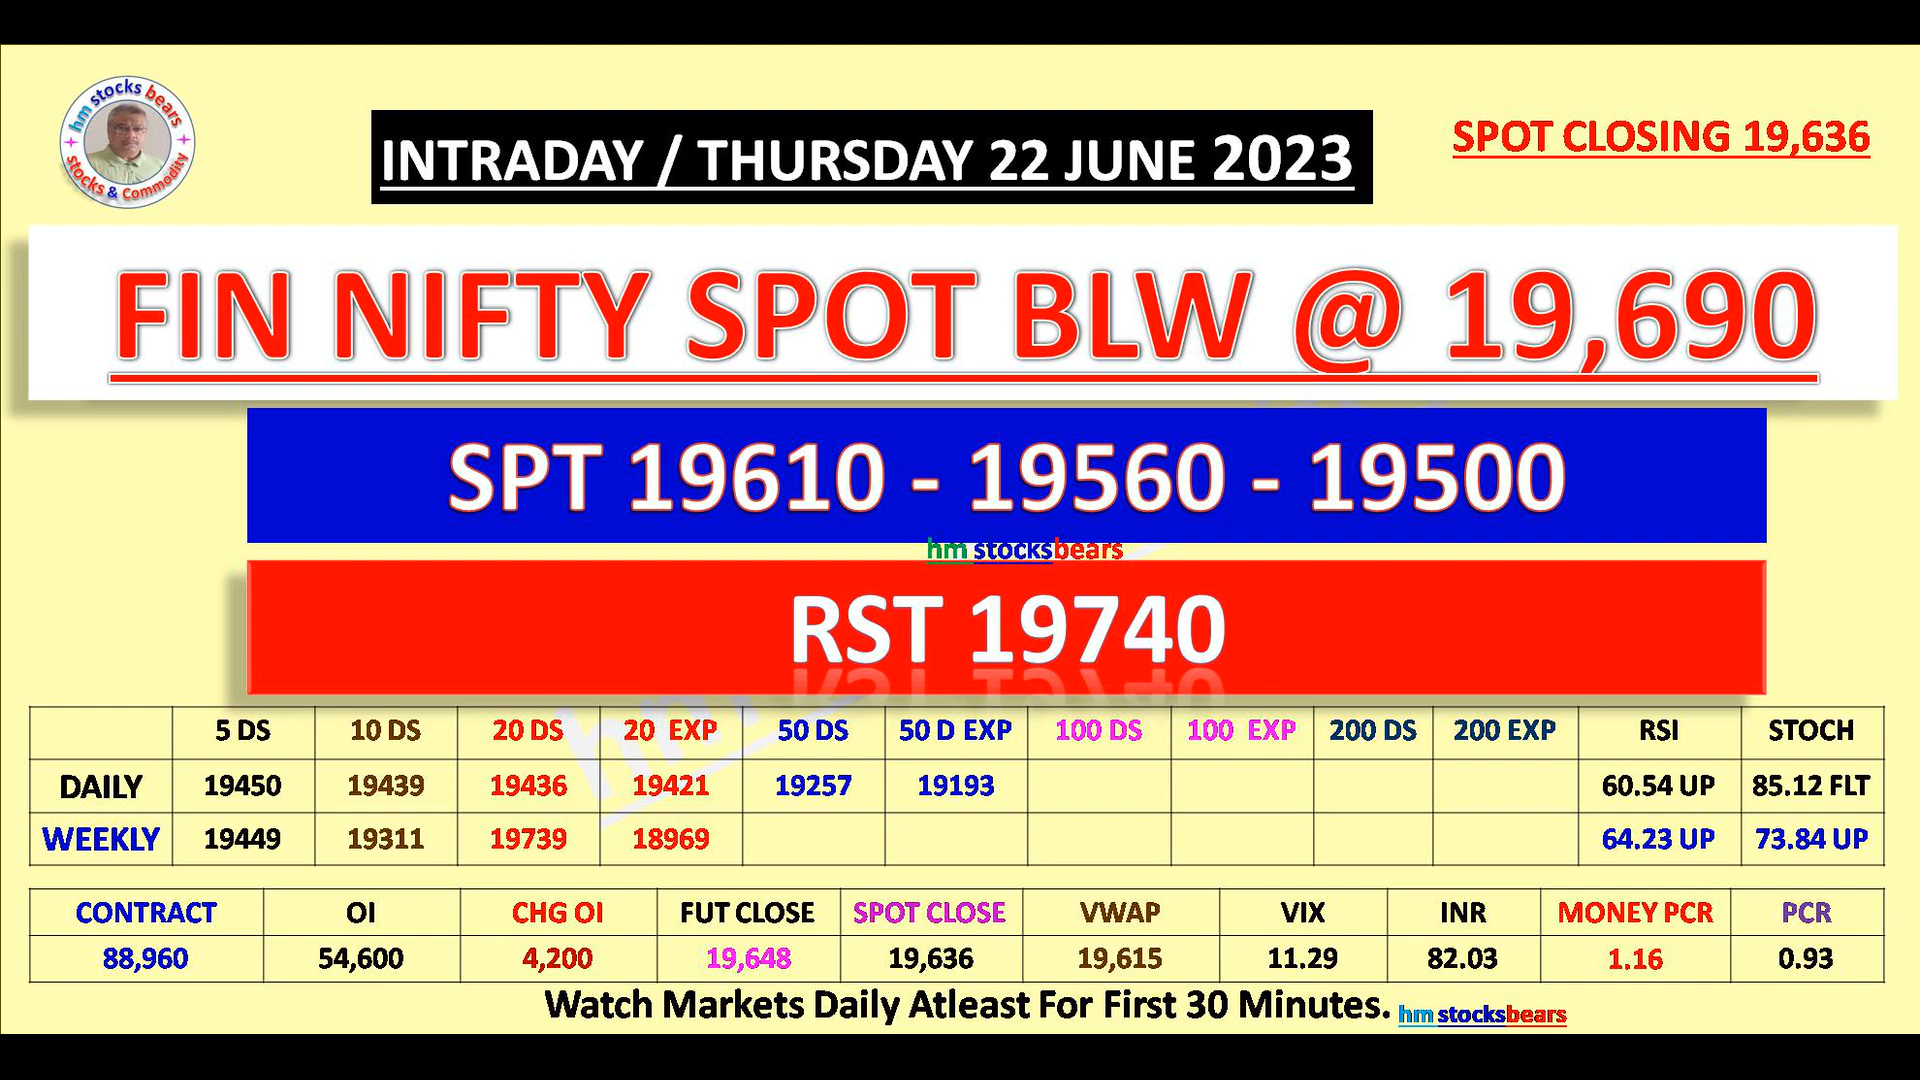 hm stocks bears
stocks & Commodity
INTRADAY / THURSDAY 22 JUNE 2023
SPOT CLOSING 19,636
FIN NIFTY SPOT BLW @ 19,690
SPT 19610 - 19560 - 19500
hm stocksbears
RST 19740
5 DS 10 DS 20 DS 20 EXP 50 DS 50 D EXP 100 DS 100 EXP 200 DS 200 EXP RSI STOCH
DAILY 19450 19439 19436 19421 19257 19193 60.54 UP 85.12 FLT
WEEKLY 19449 19311 19739 18969 64.23 UP 73.84 UP
CONTRACT OI CHG OI FUT CLOSE SPOT CLOSE VWAP VIX INR MONEY PCR PCR
88,960 54,600 4,200 19,648 19,636 19,615 11.29 82.03 1.16 0.93
Watch Markets Daily Atleast For First 30 Minutes. hm stocksbears